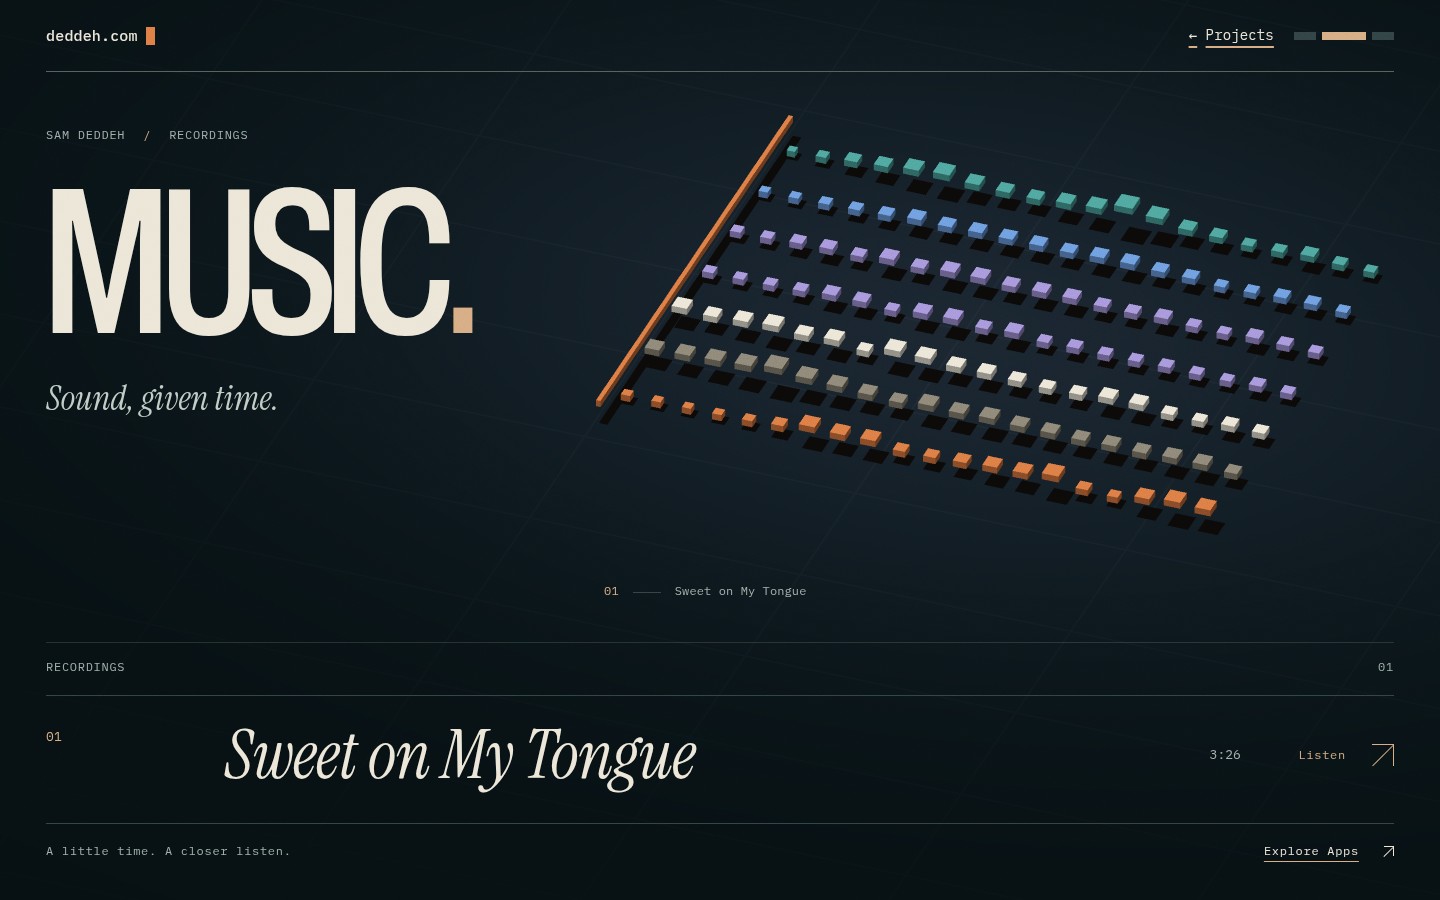 deddeh.com
← Projects
SAM DEDDEH / RECORDINGS
MUSIC.
Sound, given time.
01 Sweet on My Tongue
RECORDINGS 01
01 Sweet on My Tongue 3:26 Listen
A little time. A closer listen. Explore Apps